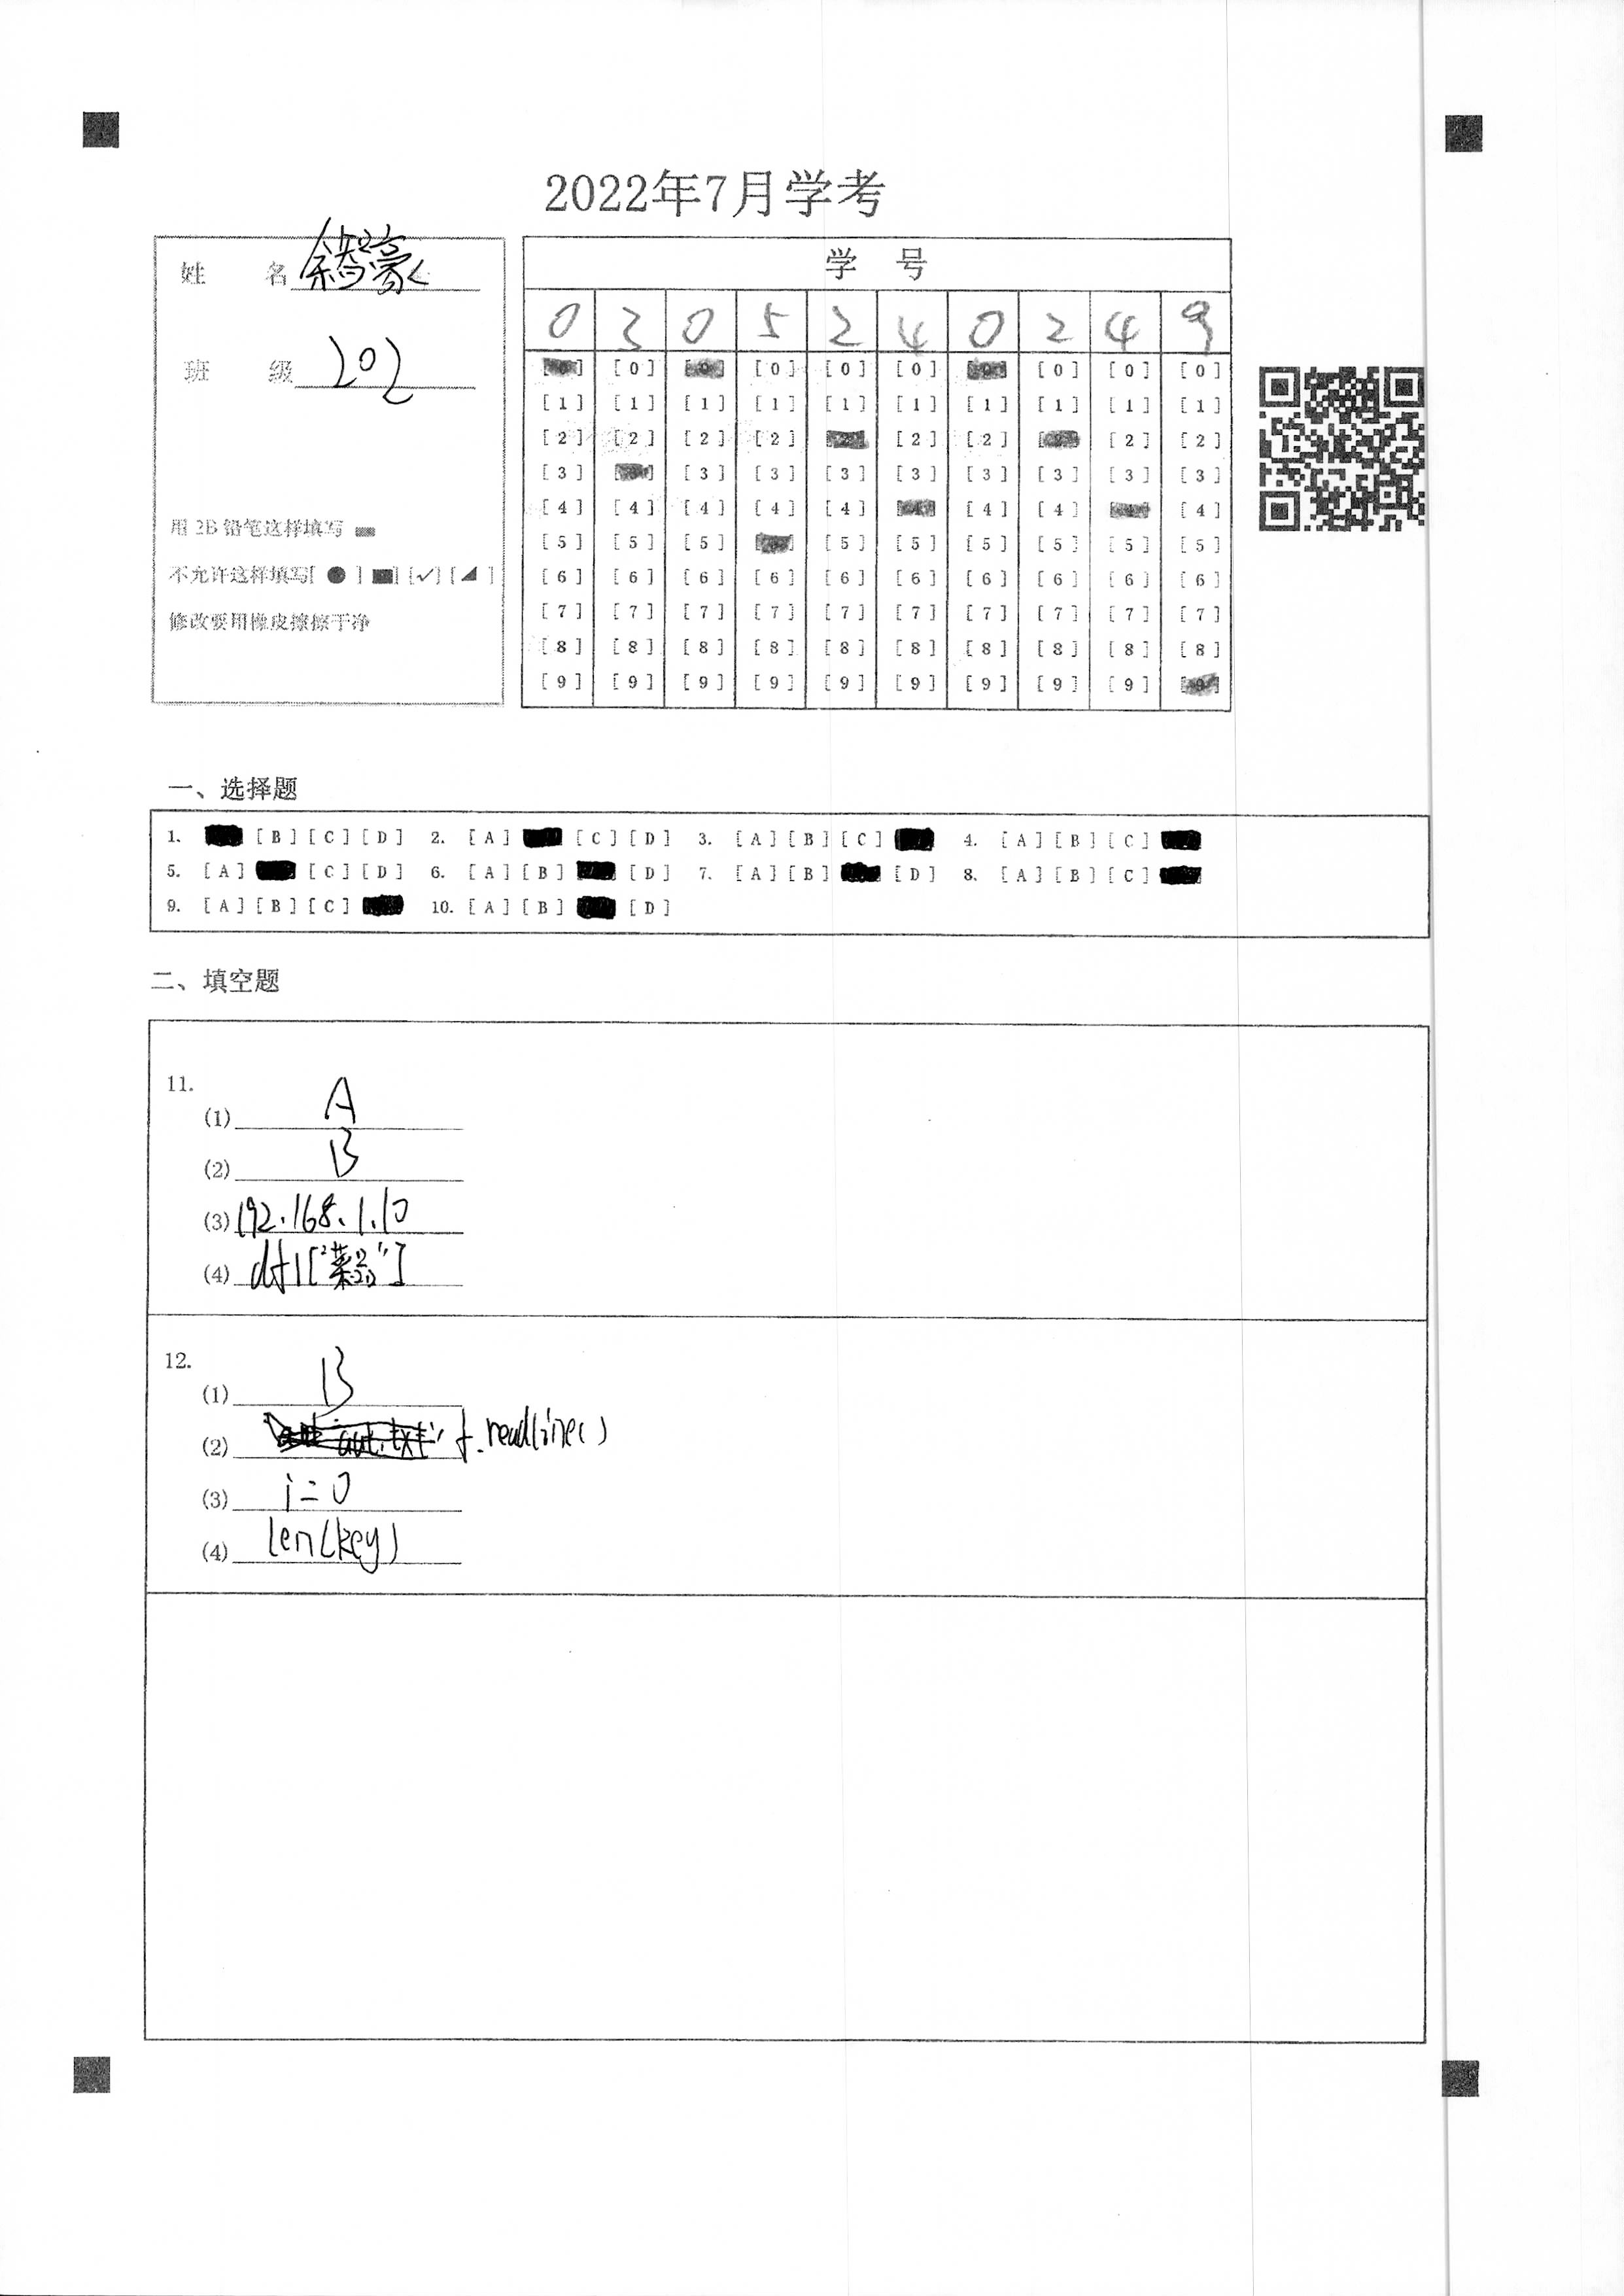 2022年7月学考
姓 名 余智豪
班 级 202
用 2B 铅笔这样填写
不允许这样填写[ ● ] [■] [✓] [◢ ]
修改要用橡皮擦擦干净
学 号
0 3 0 5 2 4 0 2 4 9
[0] [0] [0] [0] [0] [0] [0] [0] [0] [0]
[1] [1] [1] [1] [1] [1] [1] [1] [1] [1]
[2] [2] [2] [2] [2] [2] [2] [2] [2] [2]
[3] [3] [3] [3] [3] [3] [3] [3] [3] [3]
[4] [4] [4] [4] [4] [4] [4] [4] [4] [4]
[5] [5] [5] [5] [5] [5] [5] [5] [5] [5]
[6] [6] [6] [6] [6] [6] [6] [6] [6] [6]
[7] [7] [7] [7] [7] [7] [7] [7] [7] [7]
[8] [8] [8] [8] [8] [8] [8] [8] [8] [8]
[9] [9] [9] [9] [9] [9] [9] [9] [9] [9]
一、选择题
1. [B] [C] [D] 2. [A] [C] [D] 3. [A] [B] [C] 4. [A] [B] [C]
5. [A] [C] [D] 6. [A] [B] [D] 7. [A] [B] [D] 8. [A] [B] [C]
9. [A] [B] [C] 10. [A] [B] [D]
二、填空题
11.
(1) A
(2) B
(3) 192.168.1.10
(4) df1["菜名"]
12.
(1) B
(2) f.readline()
(3) i=0
(4) len(key)